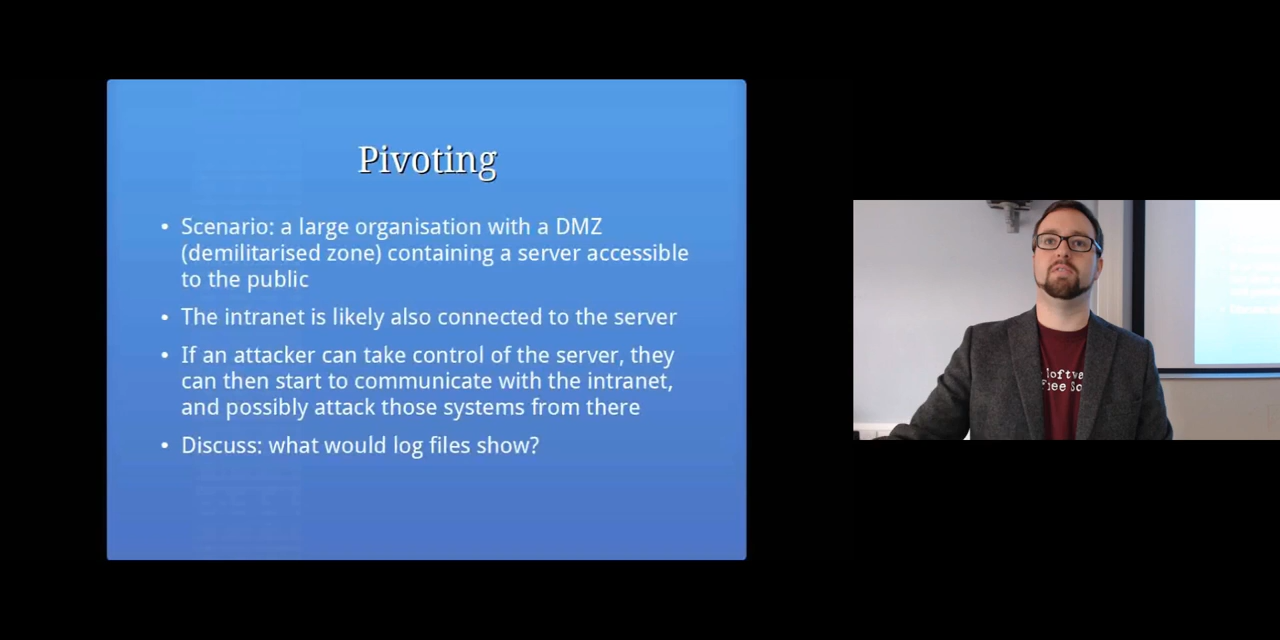 Pivoting
• Scenario: a large organisation with a DMZ
(demilitarised zone) containing a server accessible
to the public
• The intranet is likely also connected to the server
• If an attacker can take control of the server, they
can then start to communicate with the intranet,
and possibly attack those systems from there
• Discuss: what would log files show?